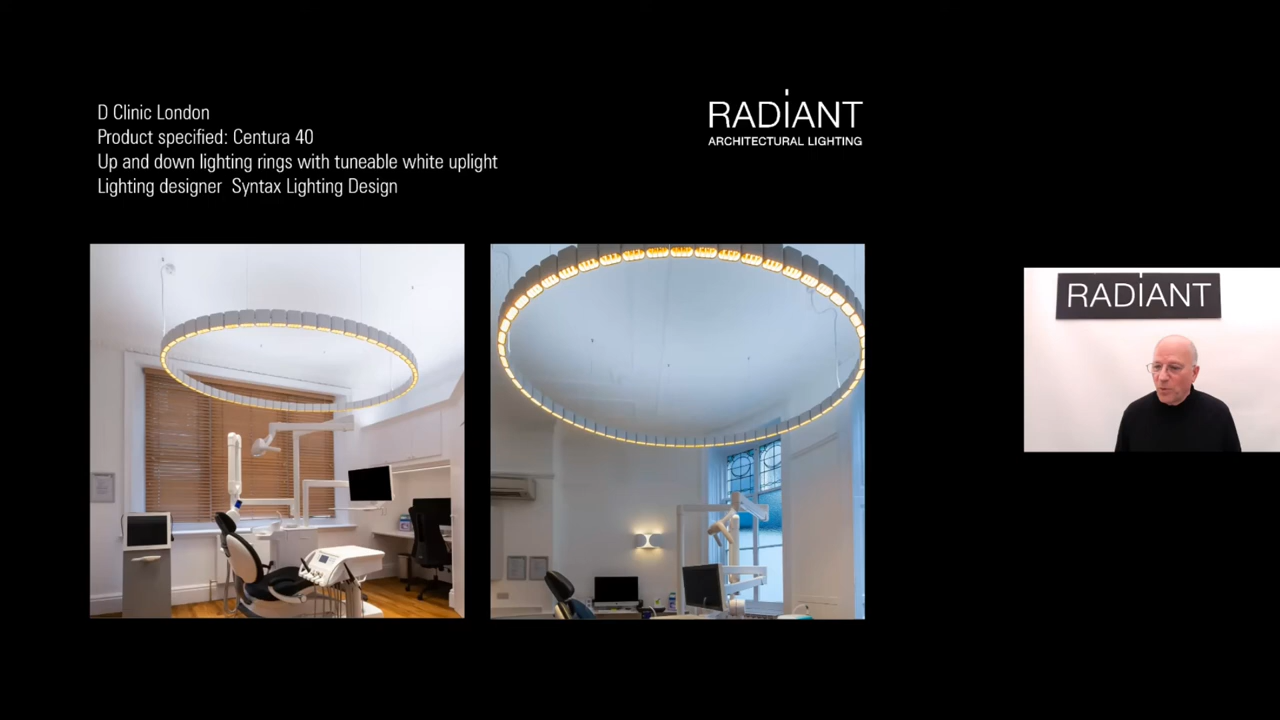 D Clinic London
Product specified: Centura 40
Up and down lighting rings with tuneable white uplight
Lighting designer Syntax Lighting Design
RADiANT
ARCHITECTURAL LIGHTING
RADiANT